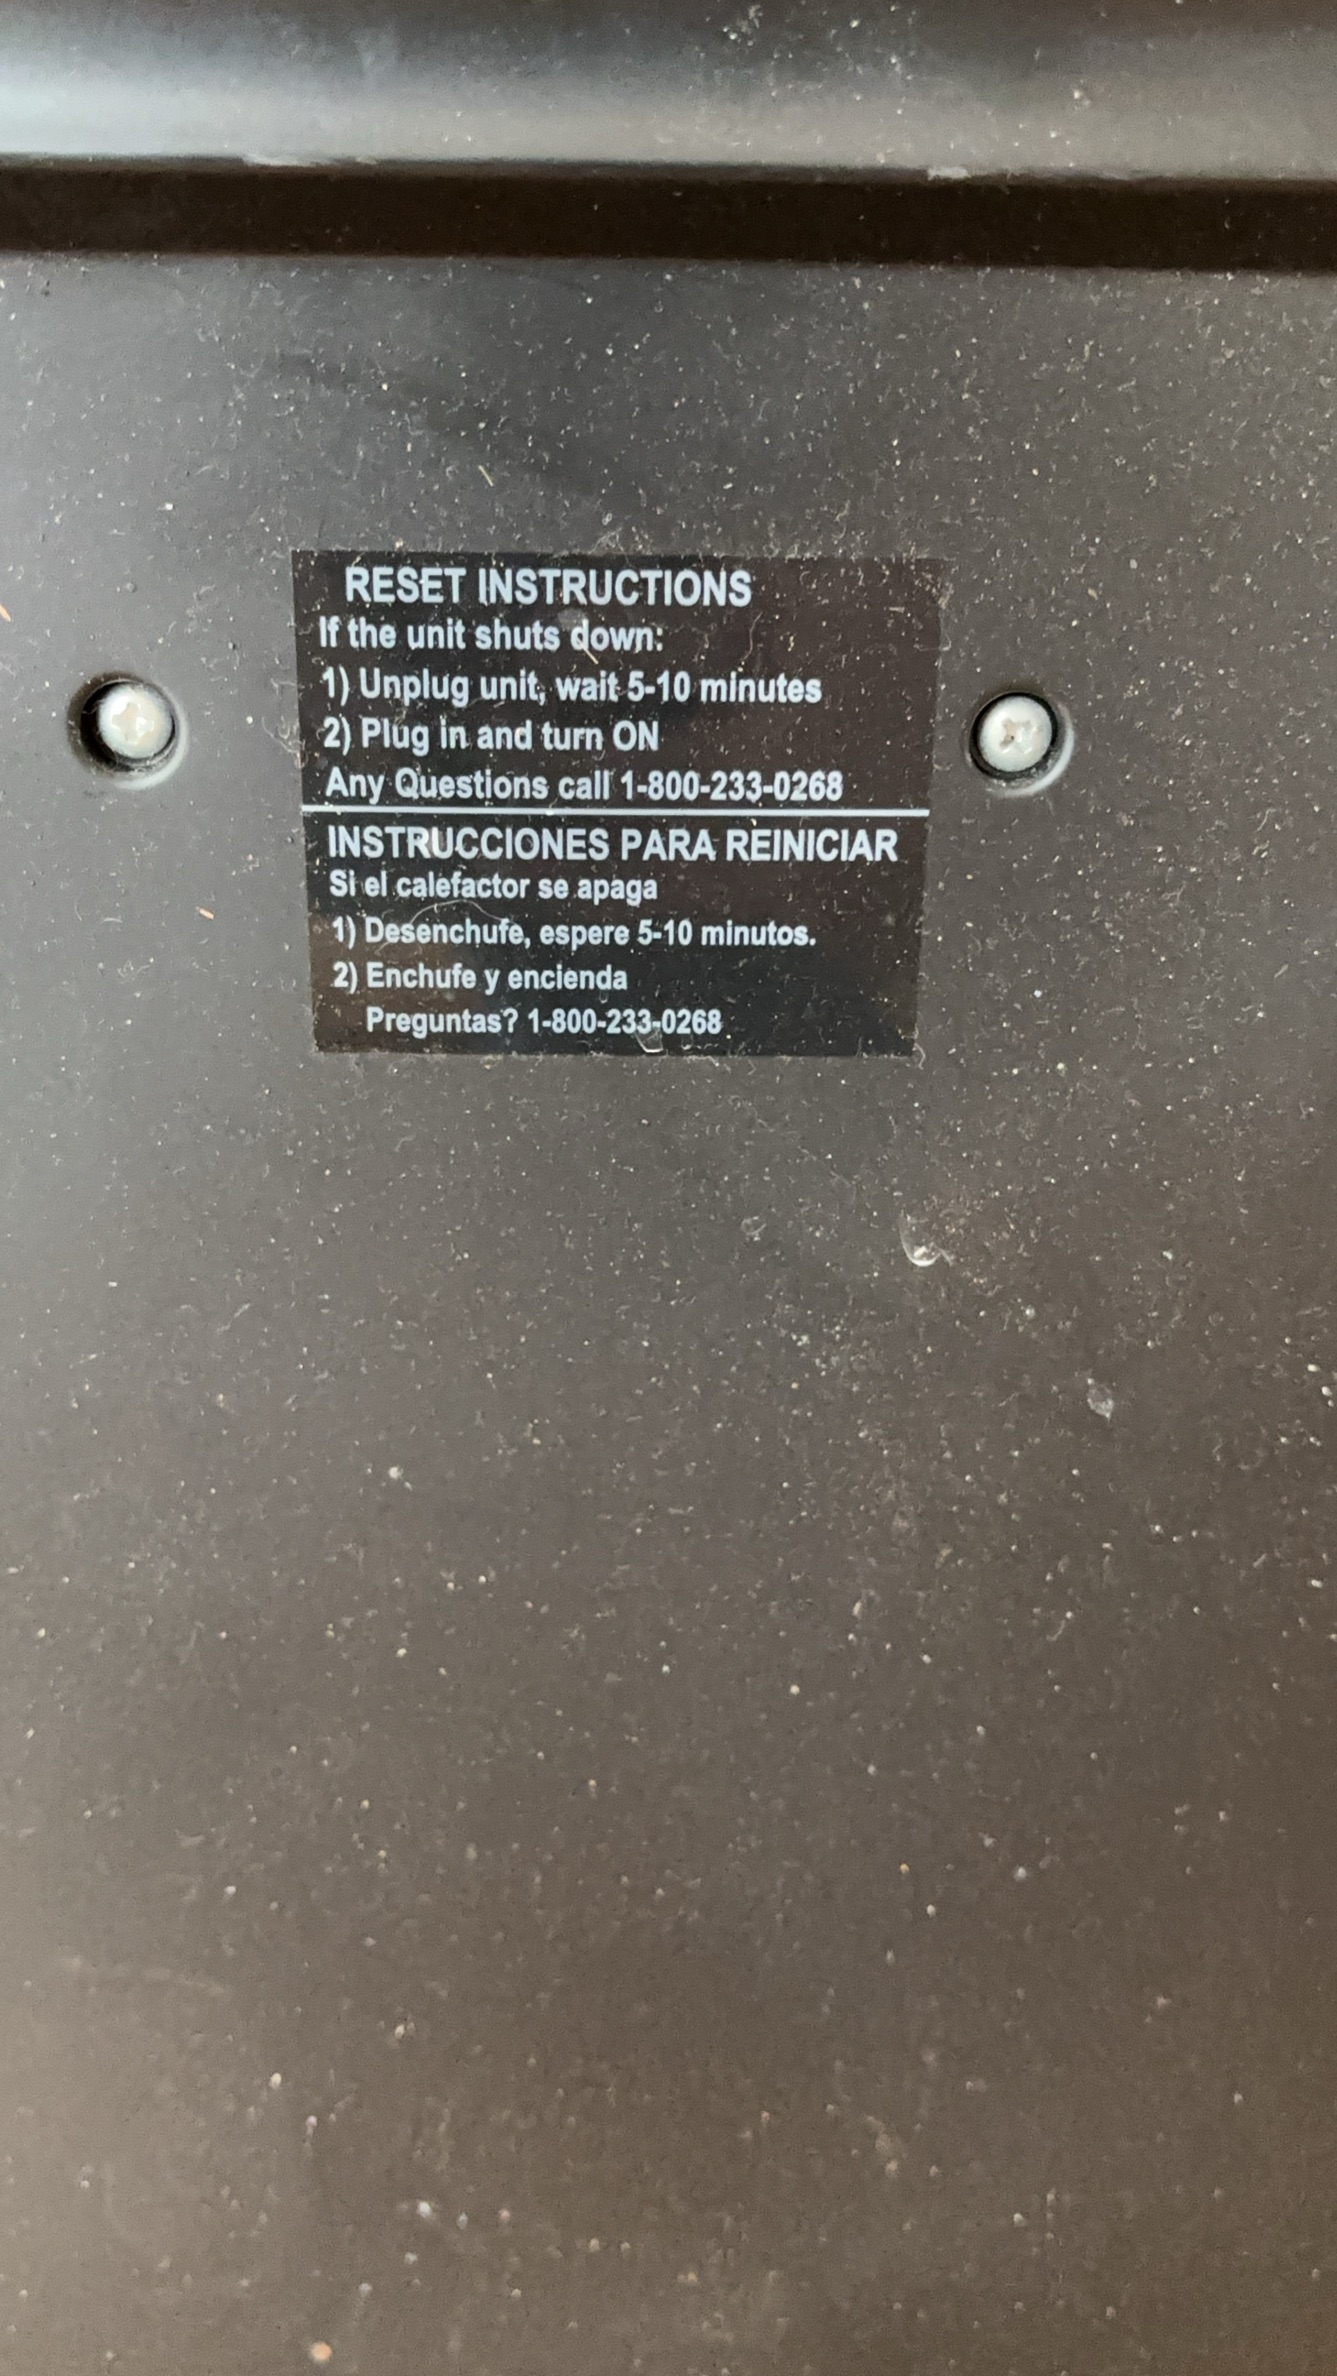 RESET INSTRUCTIONS
If the unit shuts down:
1) Unplug unit, wait 5-10 minutes
2) Plug in and turn ON
Any Questions call 1-800-233-0268
INSTRUCCIONES PARA REINICIAR
Si el calefactor se apaga
1) Desenchufe, espere 5-10 minutos.
2) Enchufe y encienda
Preguntas? 1-800-233-0268